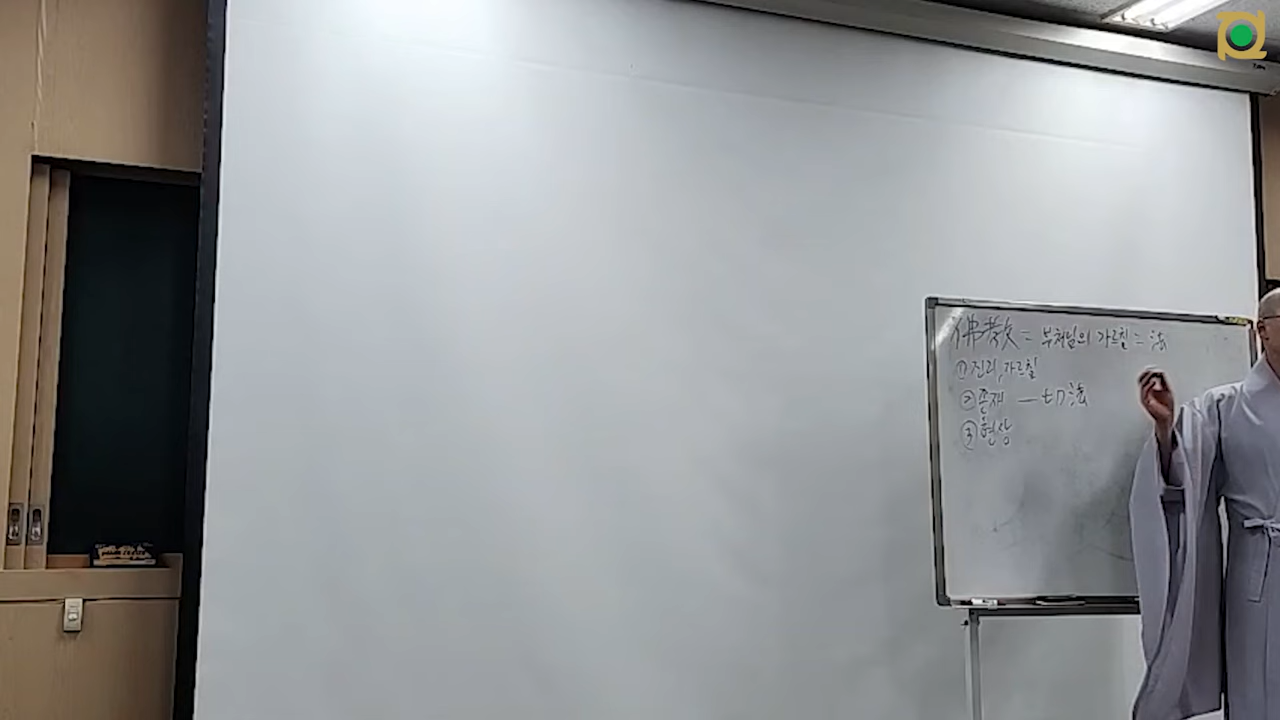 佛敎 = 부처님의 가르침 = 法
① 진리, 가르침
② 존재 一切法
③ 현상